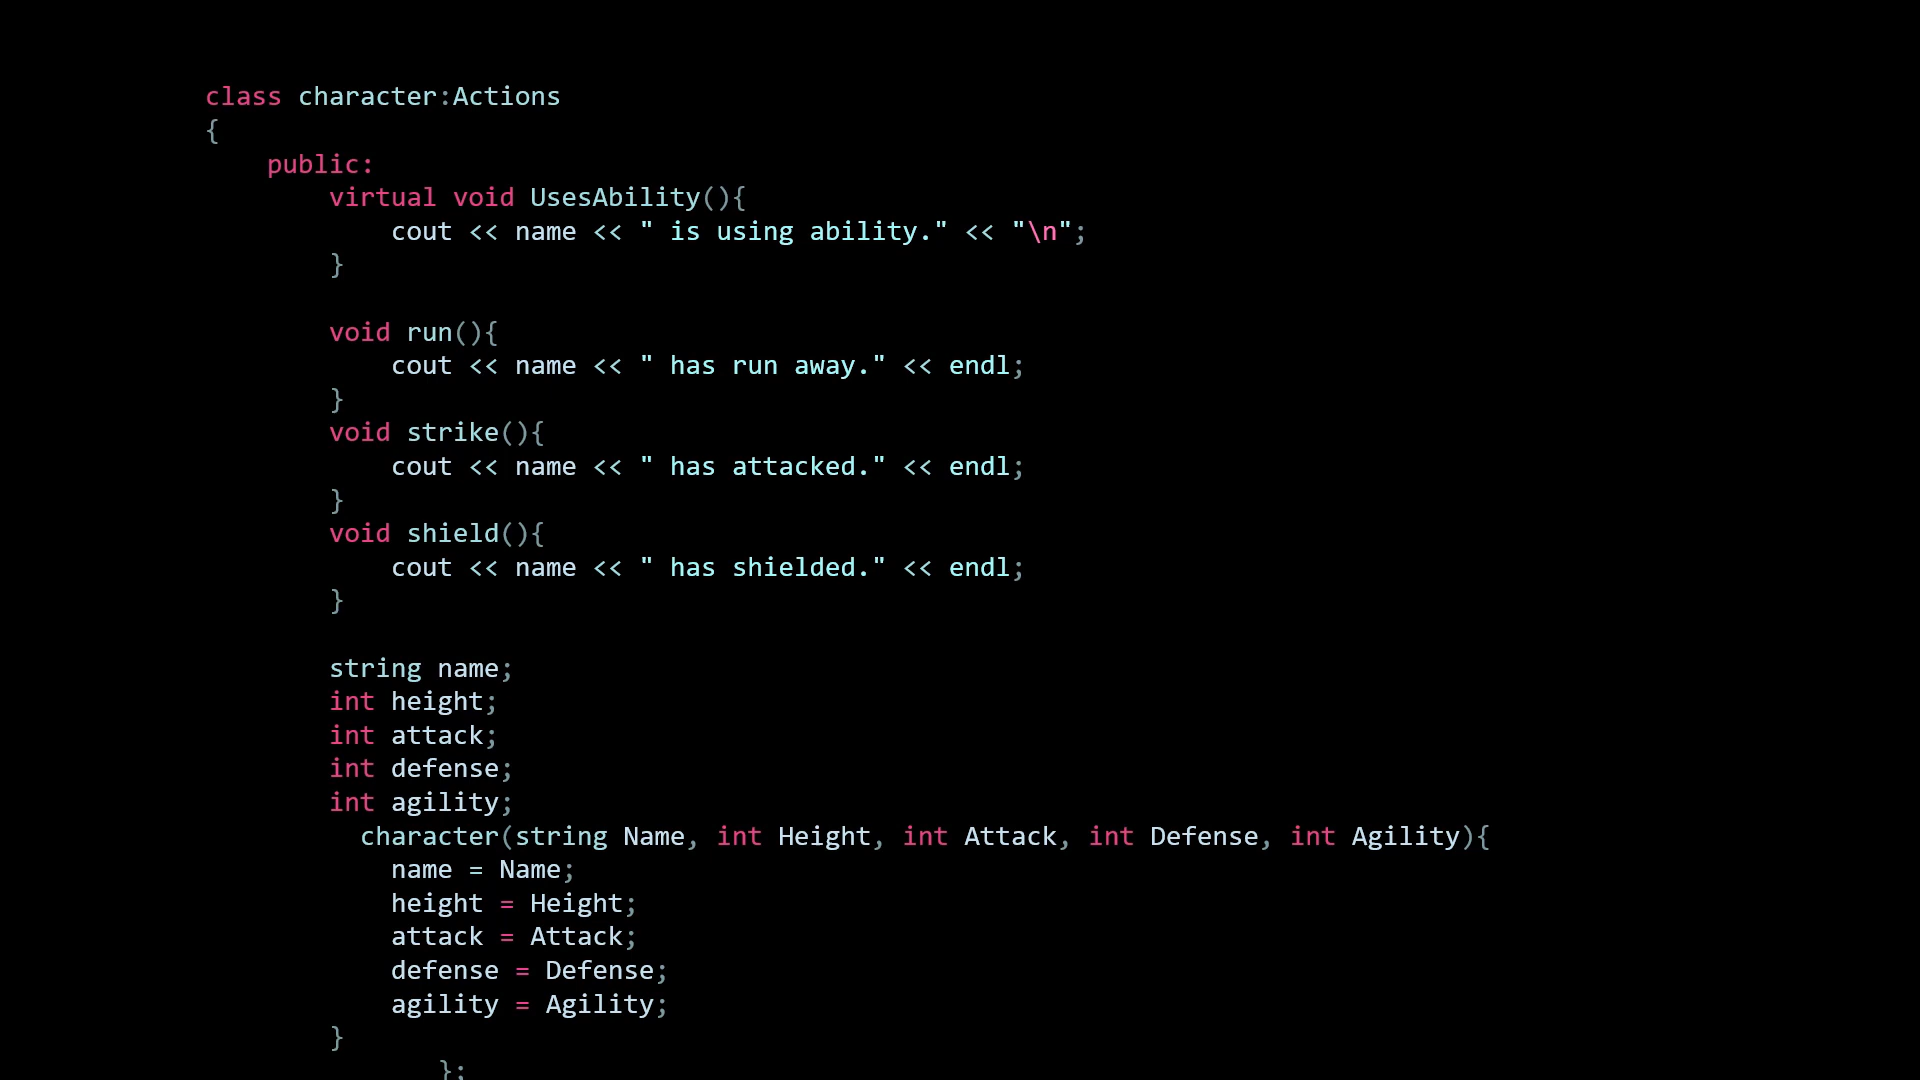 class character:Actions
{
    public:
        virtual void UsesAbility(){
            cout << name << " is using ability." << "\n";
        }

        void run(){
            cout << name << " has run away." << endl;
        }
        void strike(){
            cout << name << " has attacked." << endl;
        }
        void shield(){
            cout << name << " has shielded." << endl;
        }

        string name;
        int height;
        int attack;
        int defense;
        int agility;
          character(string Name, int Height, int Attack, int Defense, int Agility){
            name = Name;
            height = Height;
            attack = Attack;
            defense = Defense;
            agility = Agility;
        }
               };